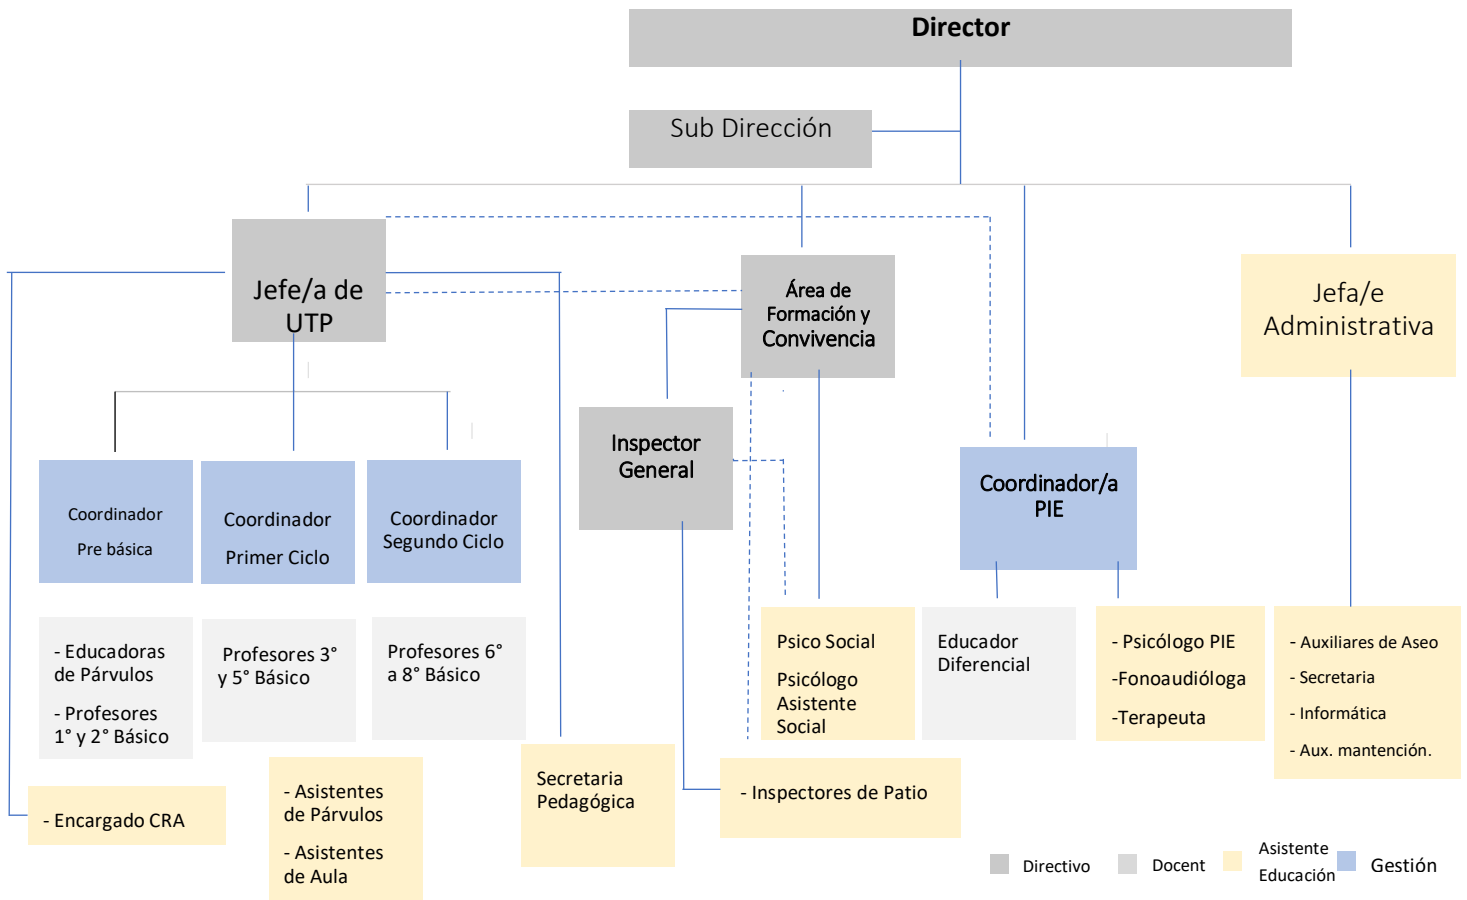 Director
Sub Dirección
Jefe/a de
UTP
Área de
Formación y
Convivencia
Jefa/e
Administrativa
Inspector
General
Coordinador/a
PIE
Coordinador
Pre básica
Coordinador
Primer Ciclo
Coordinador
Segundo Ciclo
- Educadoras
de Párvulos
- Profesores
1° y 2° Básico
Profesores 3°
y 5° Básico
Profesores 6°
a 8° Básico
Psico Social
Psicólogo
Asistente
Social
Educador
Diferencial
- Psicólogo PIE
-Fonoaudióloga
-Terapeuta
- Auxiliares de Aseo
- Secretaria
- Informática
- Aux. mantención.
- Encargado CRA
- Asistentes
de Párvulos
- Asistentes
de Aula
Secretaria
Pedagógica
- Inspectores de Patio
Directivo
Docent
Asistente
Educación
Gestión